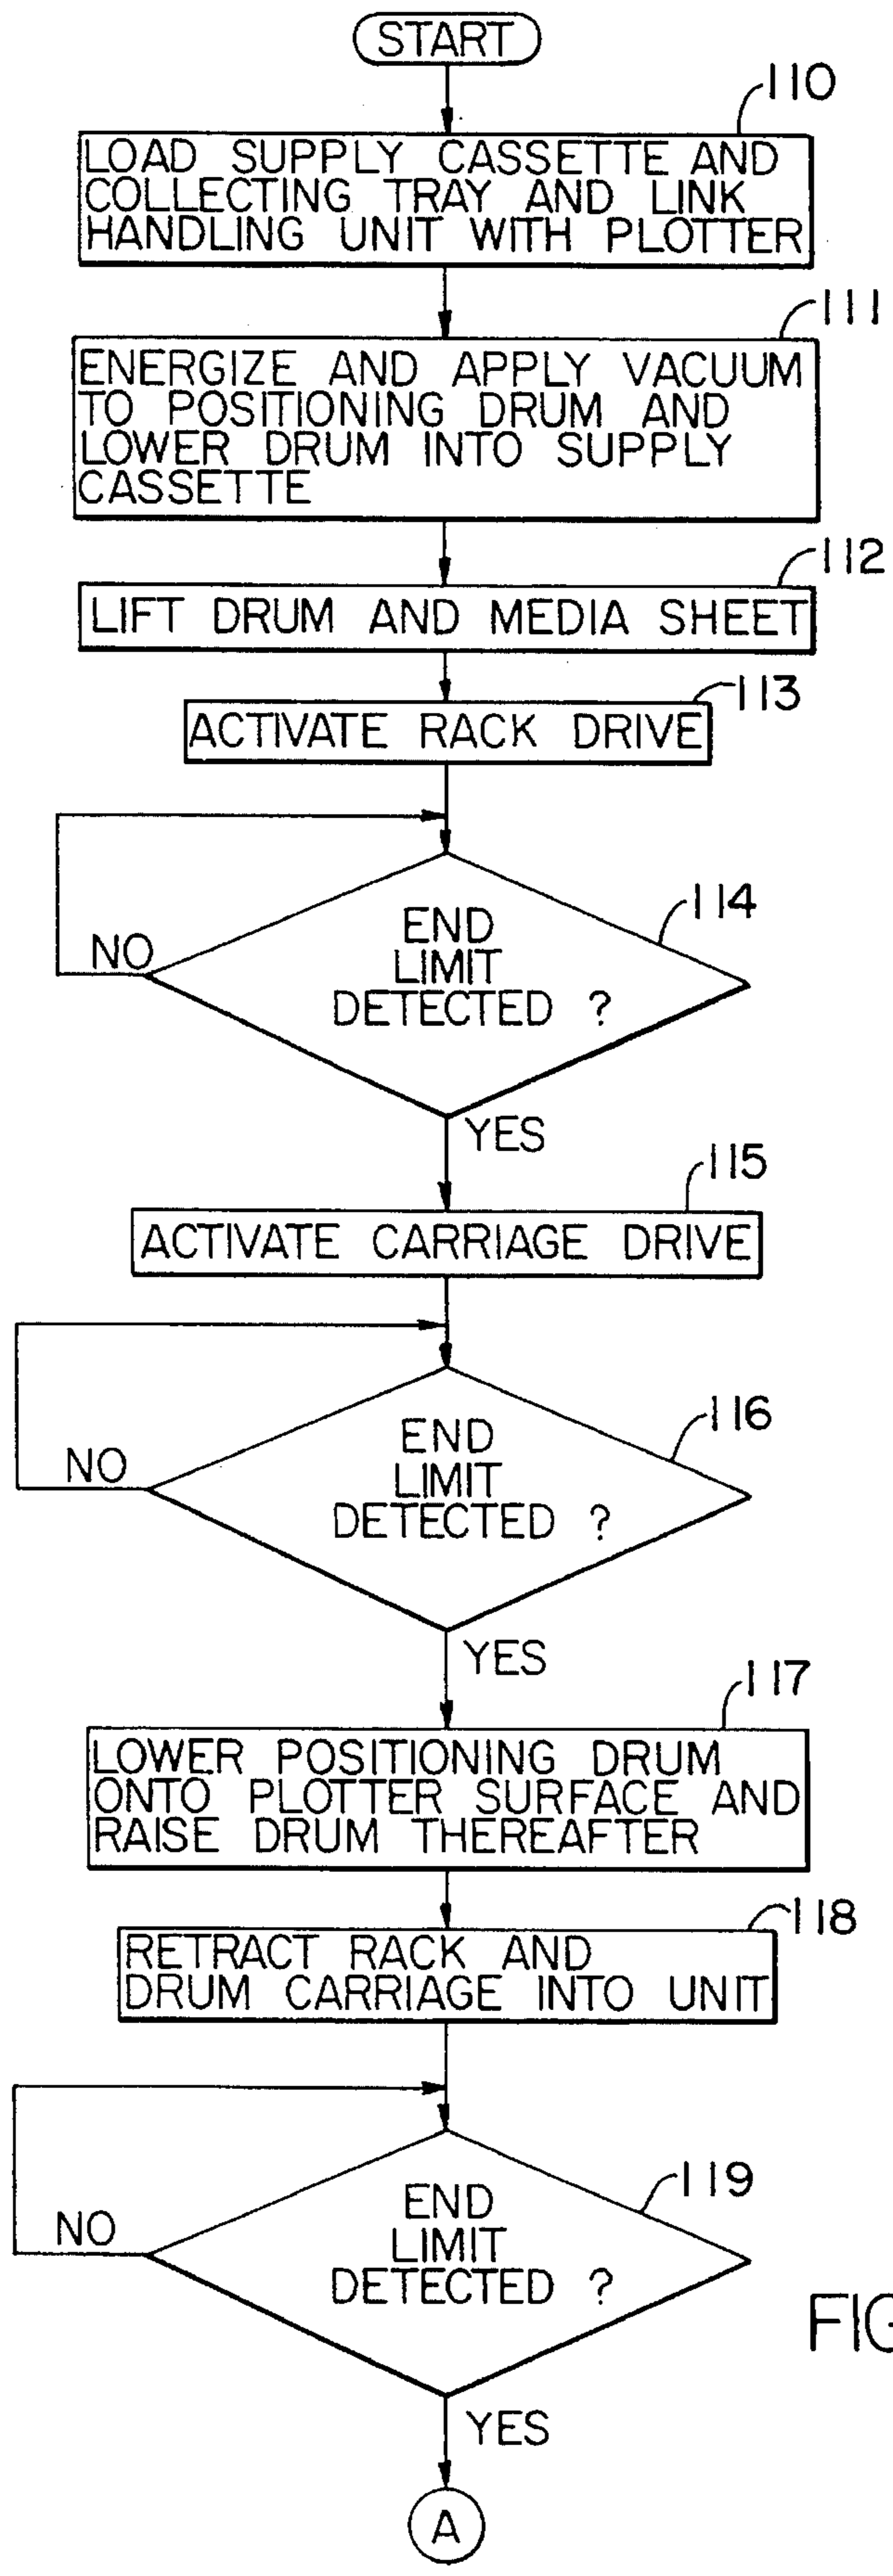 START
110
LOAD SUPPLY CASSETTE AND
COLLECTING TRAY AND LINK
HANDLING UNIT WITH PLOTTER
111
ENERGIZE AND APPLY VACUUM
TO POSITIONING DRUM AND
LOWER DRUM INTO SUPPLY
CASSETTE
112
LIFT DRUM AND MEDIA SHEET
113
ACTIVATE RACK DRIVE
114
END
LIMIT
DETECTED ?
NO
YES
115
ACTIVATE CARRIAGE DRIVE
116
END
LIMIT
DETECTED ?
NO
YES
117
LOWER POSITIONING DRUM
ONTO PLOTTER SURFACE AND
RAISE DRUM THEREAFTER
118
RETRACT RACK AND
DRUM CARRIAGE INTO UNIT
119
END
LIMIT
DETECTED ?
NO
FIG
YES
A